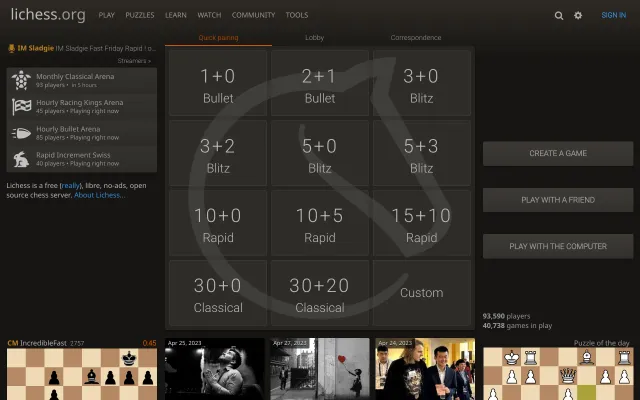 lichess.org PLAY PUZZLES LEARN WATCH COMMUNITY TOOLS SIGN IN
IM Sladgie IM Sladgie Fast Friday Rapid ! o...
Streamers »
Monthly Classical Arena
93 players • in 5 hours
Hourly Racing Kings Arena
45 players • Playing right now
Hourly Bullet Arena
85 players • Playing right now
Rapid Increment Swiss
40 players • Playing right now
Lichess is a free (really), libre, no-ads, open
source chess server. About Lichess...
Quick pairing Lobby Correspondence
1+0 2+1 3+0
Bullet Bullet Blitz
3+2 5+0 5+3
Blitz Blitz Blitz
10+0 10+5 15+10
Rapid Rapid Rapid
30+0 30+20
Classical Classical Custom
CREATE A GAME
PLAY WITH A FRIEND
PLAY WITH THE COMPUTER
93,590 players
40,738 games in play
CM IncredibleFast 2757 0:45
Apr 25, 2023 Apr 27, 2023 Apr 24, 2023
Puzzle of the day